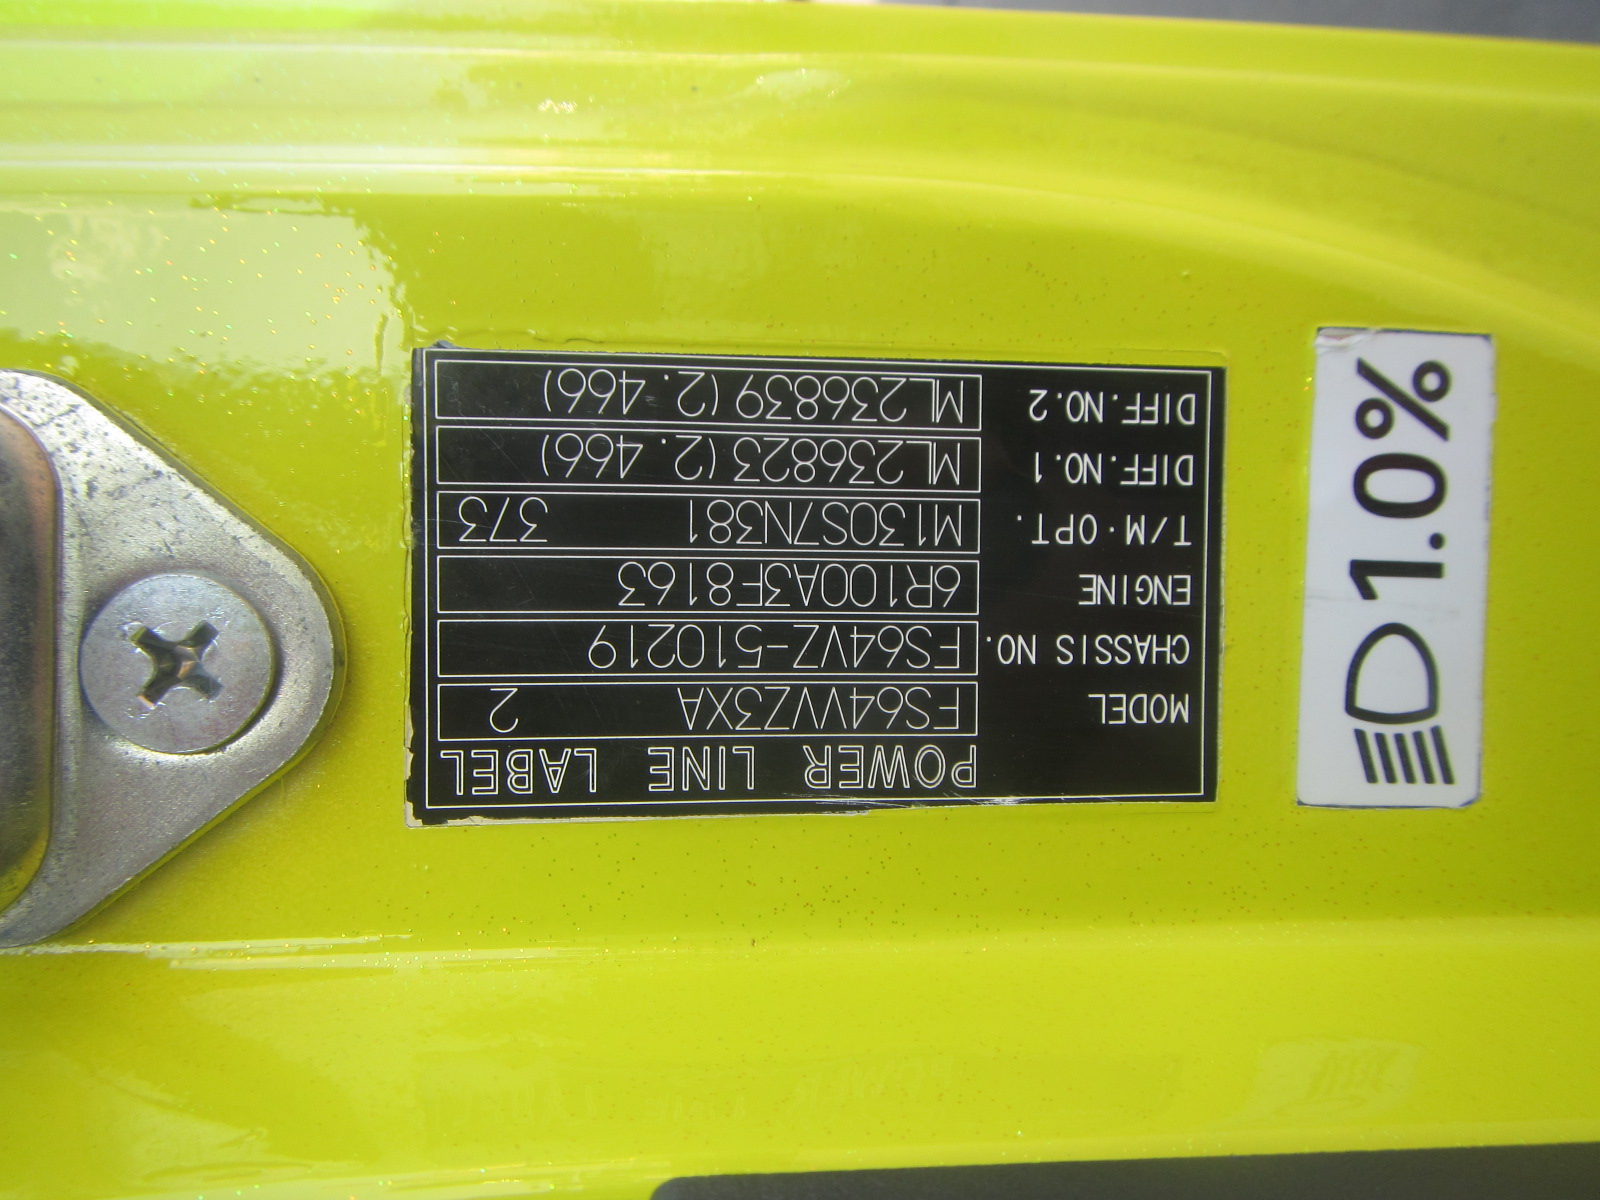 POWER LINE LABEL
MODEL FS64VVZ3XA 2
CHASSIS NO. FS64VZ-510219
ENGINE 6R100A3F8163
T/M·OPT. M130S7N381 373
DIFF.NO.1 ML236823(2.466)
DIFF.NO.2 ML236839(2.466)
1.0%